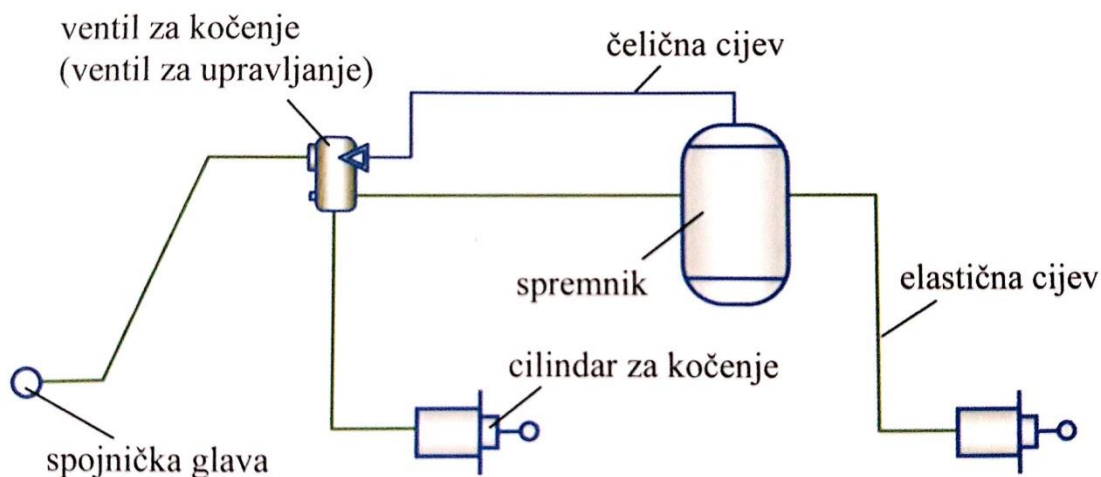 ventil za kočenje
(ventil za upravljanje)
čelična cijev
spremnik
elastična cijev
cilindar za kočenje
spojnička glava